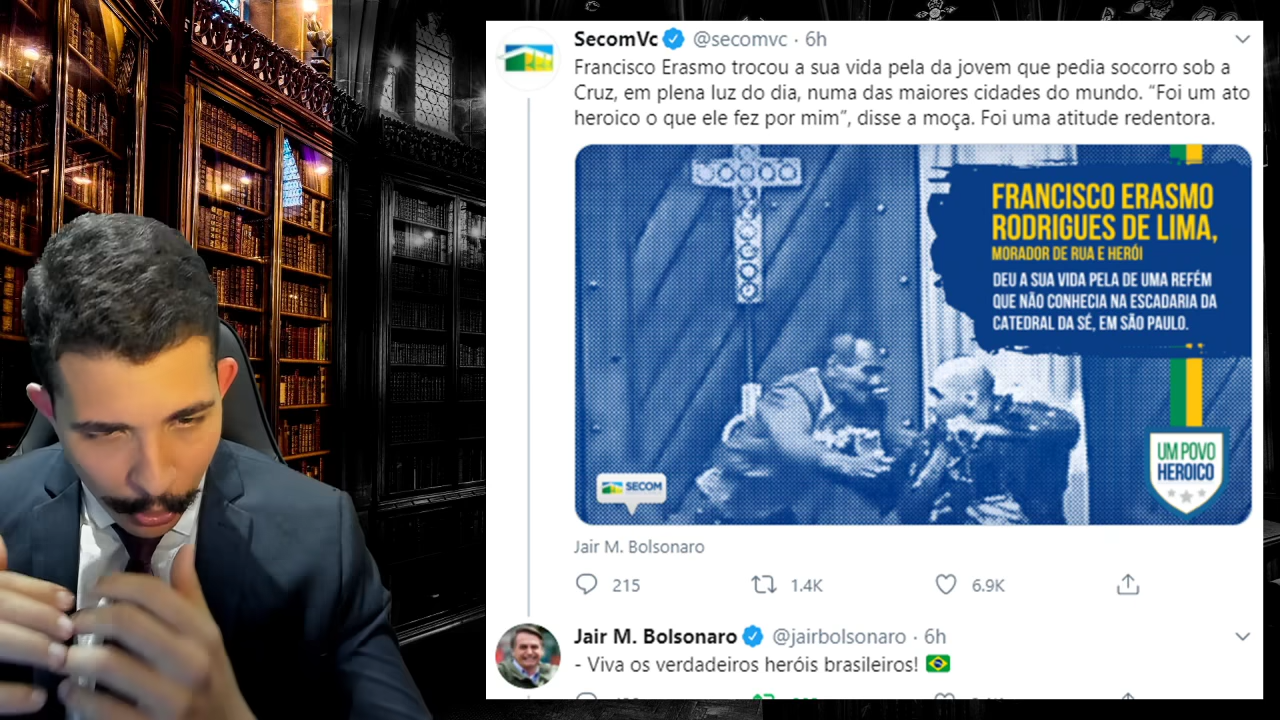 SecomVc @secomvc · 6h
Francisco Erasmo trocou a sua vida pela da jovem que pedia socorro sob a
Cruz, em plena luz do dia, numa das maiores cidades do mundo. “Foi um ato
heroico o que ele fez por mim”, disse a moça. Foi uma atitude redentora.
FRANCISCO ERASMO
RODRIGUES DE LIMA,
MORADOR DE RUA E HERÓI
DEU A SUA VIDA PELA DE UMA REFÉM
QUE NÃO CONHECIA NA ESCADARIA DA
CATEDRAL DA SÉ, EM SÃO PAULO.
UM POVO
HEROICO
SECOM
Jair M. Bolsonaro
215 1.4K 6.9K
Jair M. Bolsonaro @jairbolsonaro · 6h
- Viva os verdadeiros heróis brasileiros! 🇧🇷